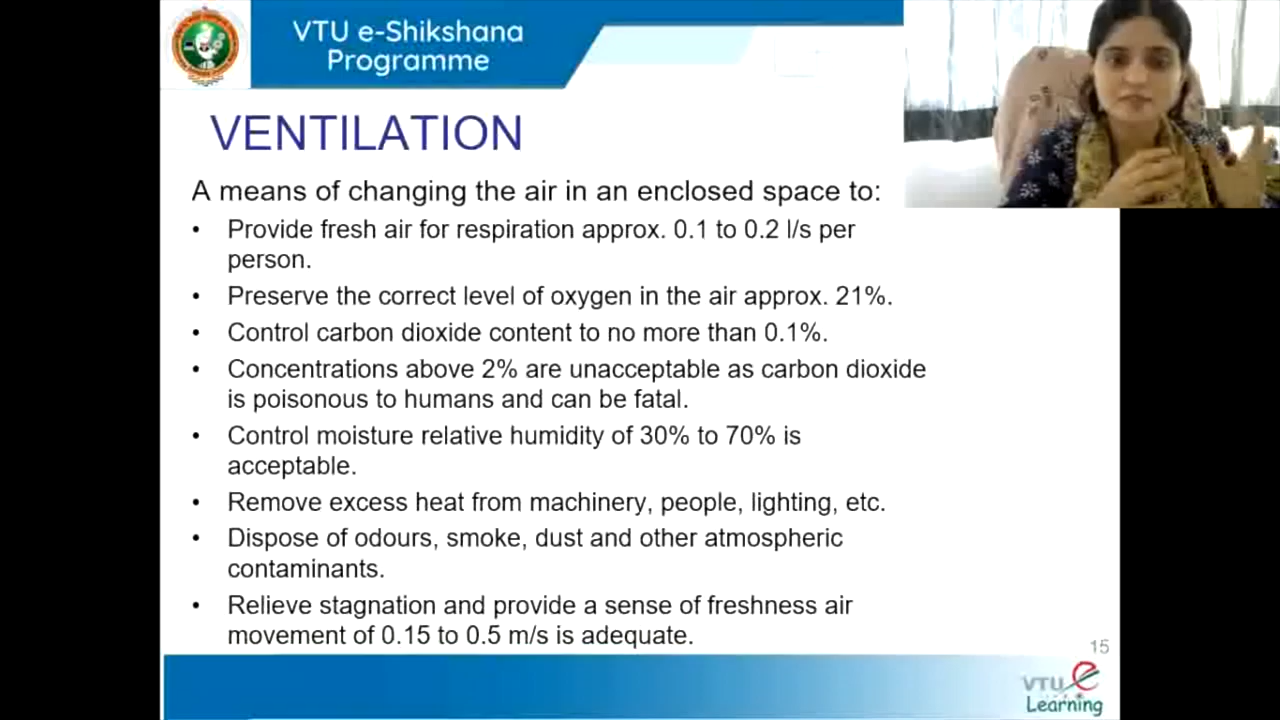 VTU e-Shikshana
Programme
VENTILATION
A means of changing the air in an enclosed space to:
• Provide fresh air for respiration approx. 0.1 to 0.2 l/s per
person.
• Preserve the correct level of oxygen in the air approx. 21%.
• Control carbon dioxide content to no more than 0.1%.
• Concentrations above 2% are unacceptable as carbon dioxide
is poisonous to humans and can be fatal.
• Control moisture relative humidity of 30% to 70% is
acceptable.
• Remove excess heat from machinery, people, lighting, etc.
• Dispose of odours, smoke, dust and other atmospheric
contaminants.
• Relieve stagnation and provide a sense of freshness air
movement of 0.15 to 0.5 m/s is adequate.
15
VTU e
Learning